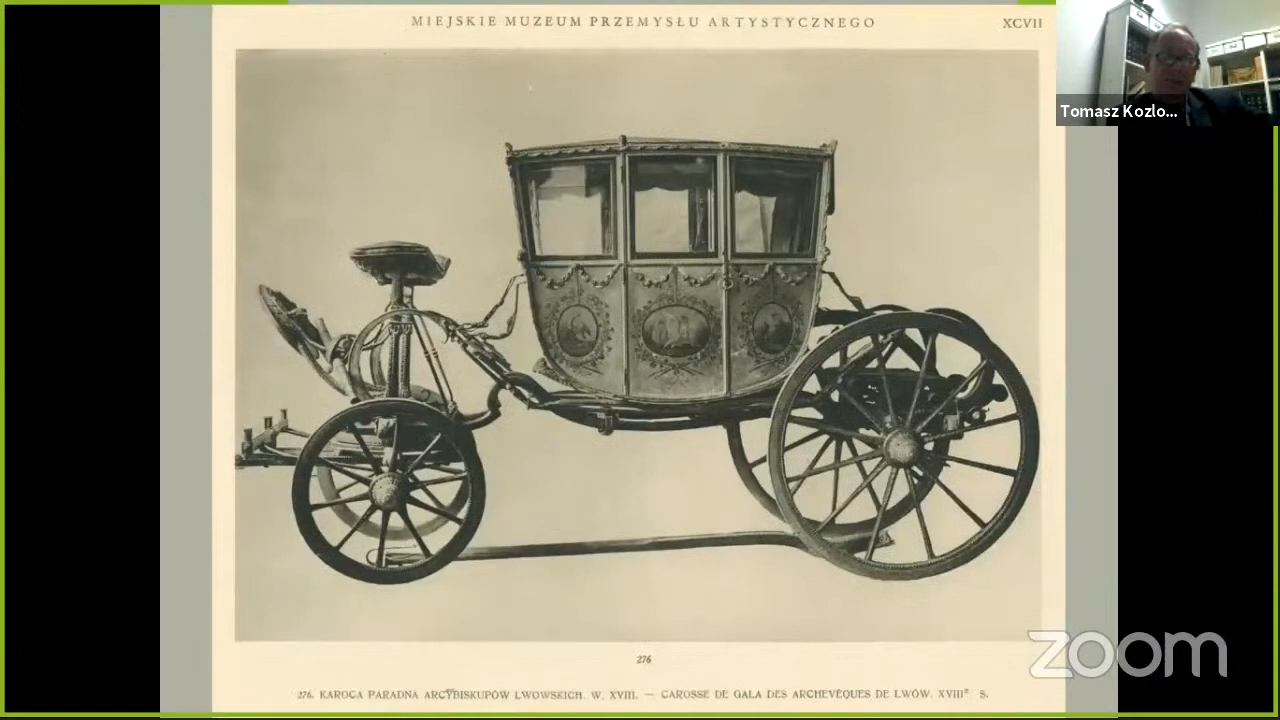 MIEJSKIE MUZEUM PRZEMYSŁU ARTYSTYCZNEGO
XCVII
Tomasz Kozlo...
276
zoom
276. KAROCA PARADNA ARCYBISKUPÓW LWOWSKICH. W. XVIII. — CAROSSE DE GALA DES ARCHEVÊQUES DE LWÓW. XVIIIᵉ S.